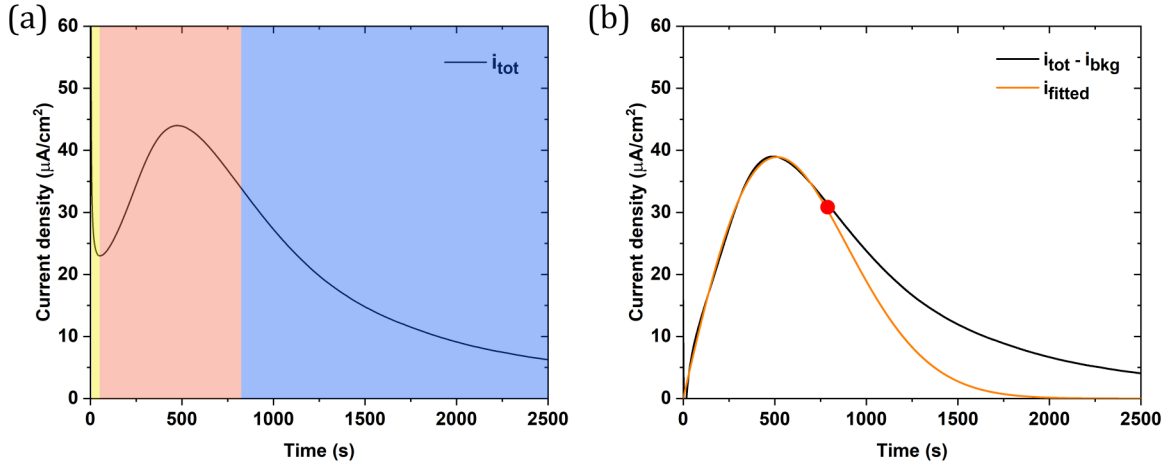 (a)
60
50
40
30
20
10
0
Current density (μA/cm²)
i_tot
0 500 1000 1500 2000 2500
Time (s)
(b)
60
50
40
30
20
10
0
Current density (μA/cm²)
i_tot - i_bkg
i_fitted
0 500 1000 1500 2000 2500
Time (s)